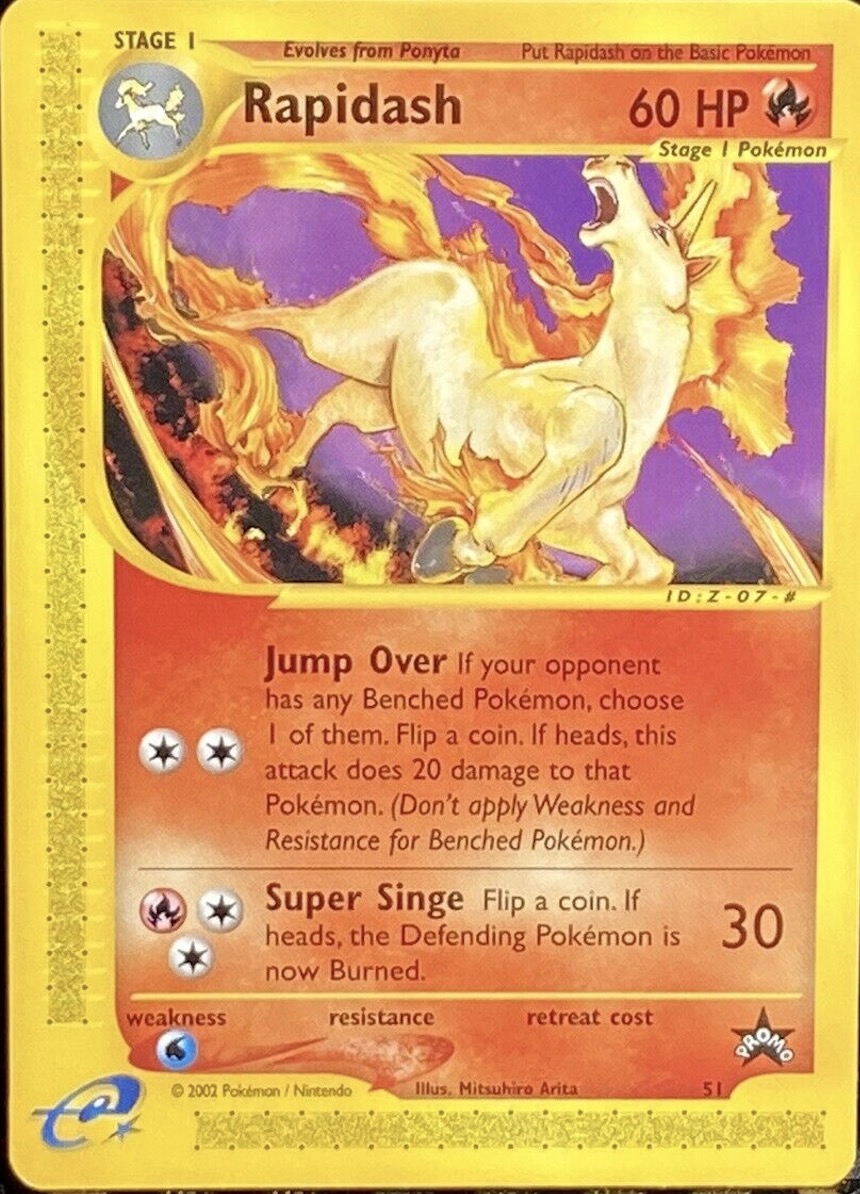 STAGE 1
Evolves from Ponyta
Put Rapidash on the Basic Pokémon
Rapidash
60 HP
Stage 1 Pokémon
ID:Z-07-#
Jump Over If your opponent
has any Benched Pokémon, choose
1 of them. Flip a coin. If heads, this
attack does 20 damage to that
Pokémon. (Don't apply Weakness and
Resistance for Benched Pokémon.)
Super Singe Flip a coin. If
heads, the Defending Pokémon is
now Burned.
30
weakness
resistance
retreat cost
PROMO
© 2002 Pokémon / Nintendo
Illus. Mitsuhiro Arita
51
e